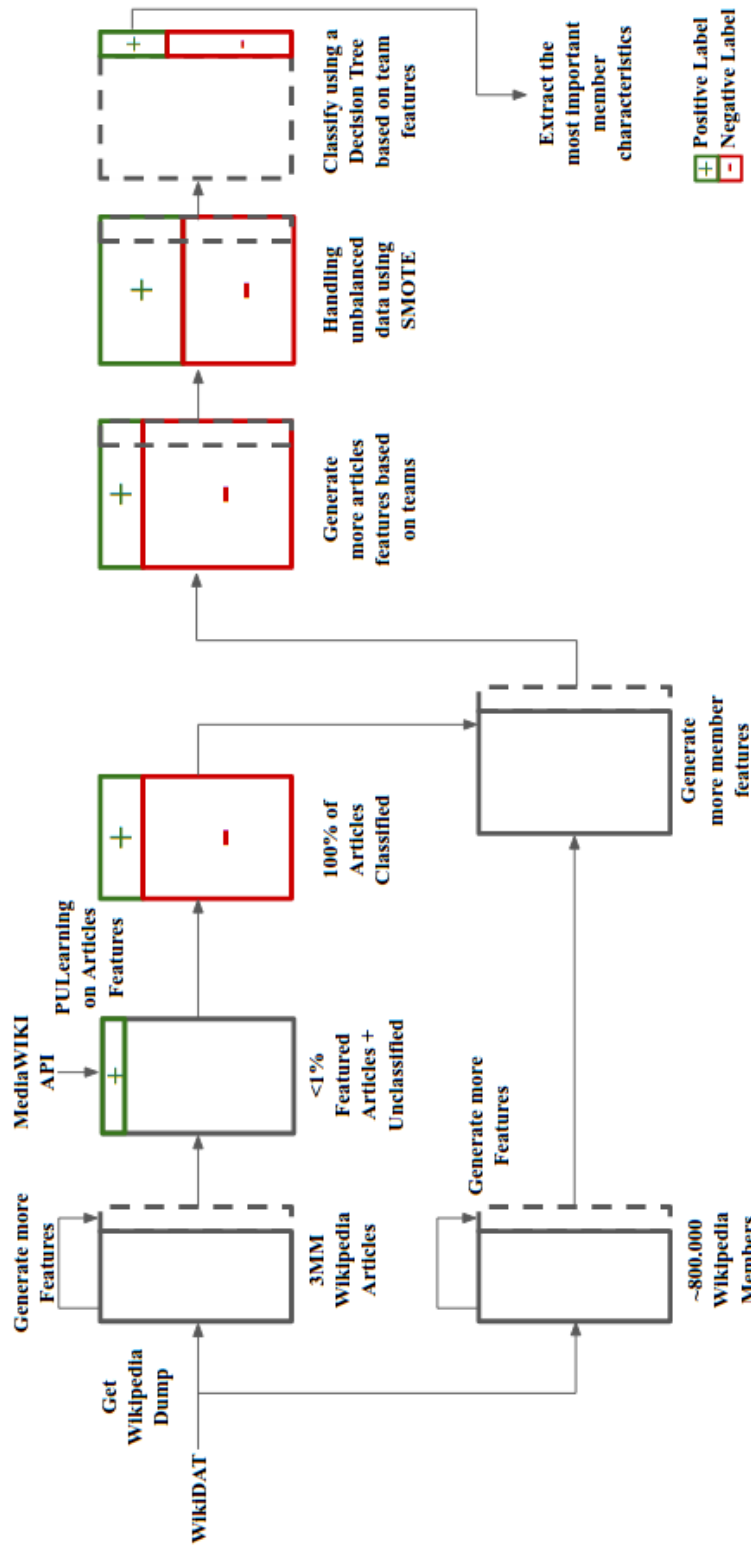 WikiDAT
Get
Wikipedia
Dump
Generate more
Features
3MM
Wikipedia
Articles
MediaWIKI
API
+
<1%
Featured
Articles +
Unclassified
PULearning
on Articles
Features
+
-
100% of
Articles
Classified
Generate more
Features
~800.000
Wikipedia
Members
Generate
more member
features
+
-
Generate
more articles
features based
on teams
+
-
Handling
unbalanced
data using
SMOTE
+
-
Classify using a
Decision Tree
based on team
features
Extract the
most important
member
characteristics
+ Positive Label
- Negative Label